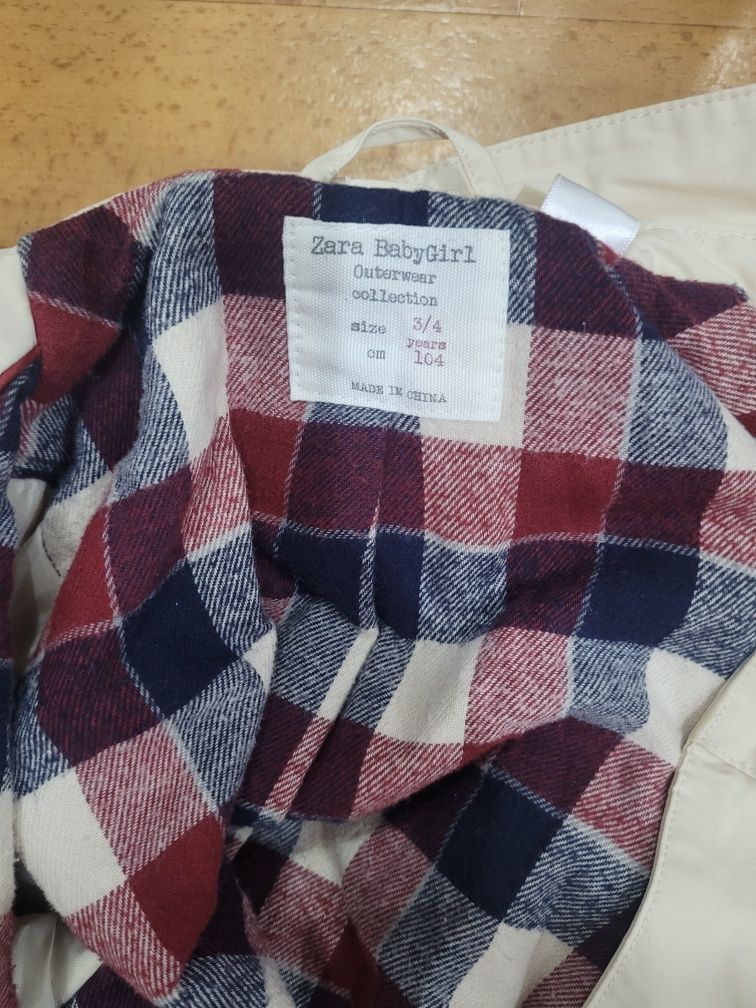 Zara BabyGirl
Outerwear
collection
size 3/4
years
cm 104
MADE IN CHINA